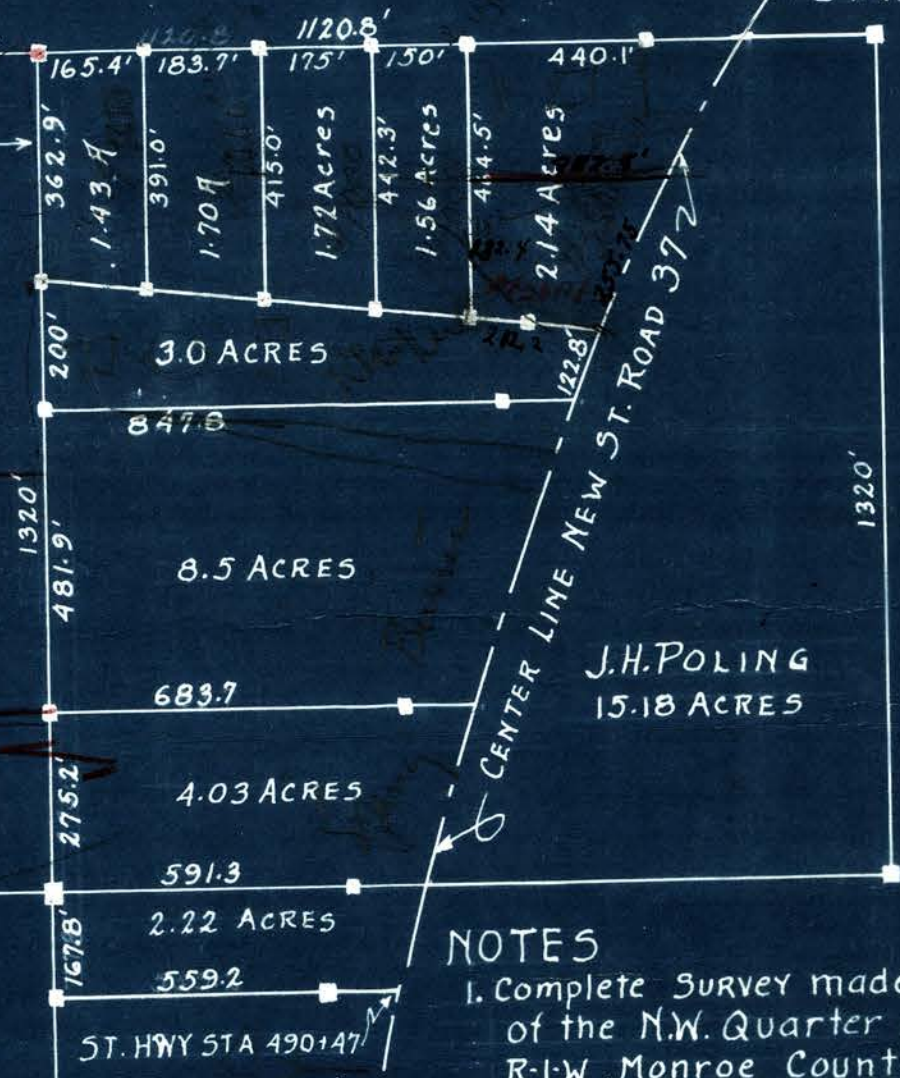 1120.8'
165.4' 183.7' 175' 150' 440.1'
362.9'
1.43 A
391.0'
1.70 A
415.0'
1.72 Acres
442.3'
1.56 Acres
2.14 Acres
200'
3.0 ACRES
122.8'
847.8
CENTER LINE NEW ST. ROAD 37
1320'
481.9'
8.5 ACRES
1320'
J.H. POLING
15.18 ACRES
683.7
275.2'
4.03 ACRES
591.3
167.8'
2.22 ACRES
559.2
ST. HWY STA 490+47
NOTES
1. Complete SURVEY made
of the N.W. Quarter
R-1-W Monroe Count